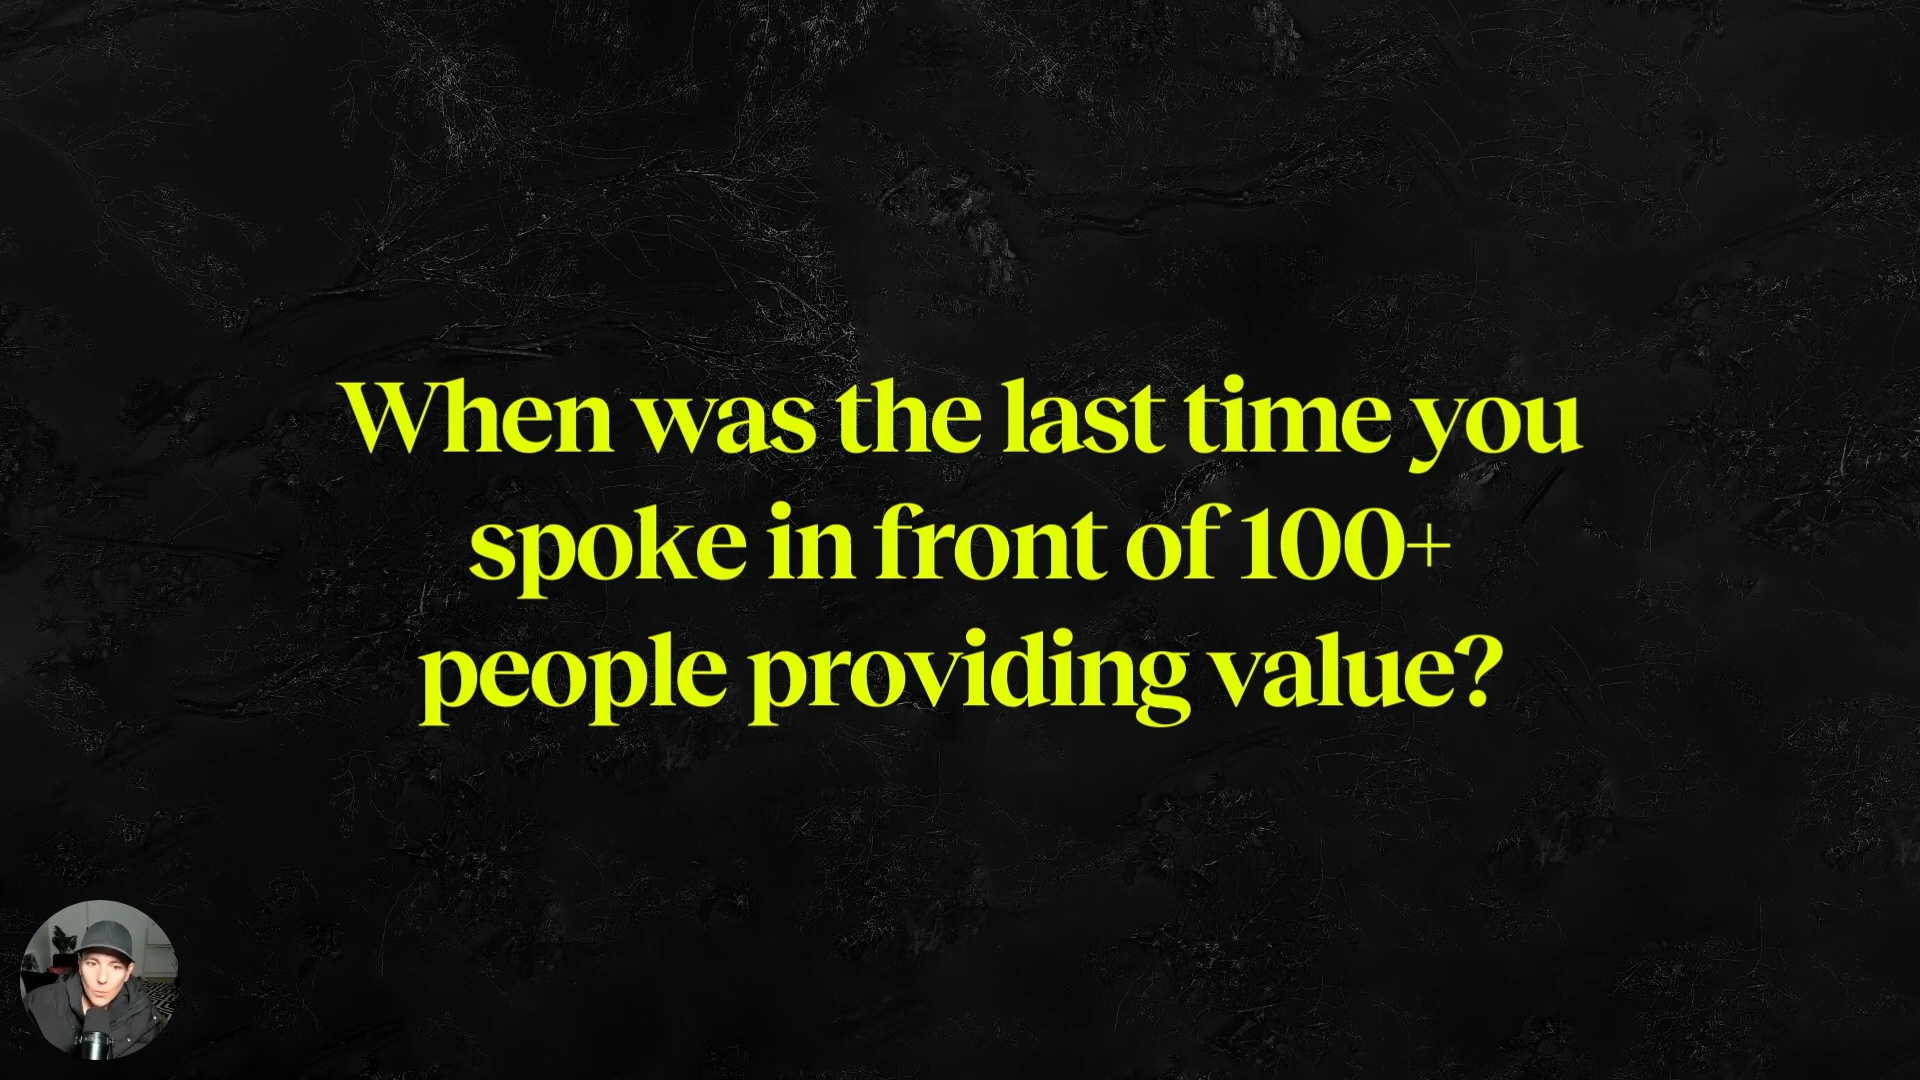 When was the last time you
spoke in front of 100+
people providing value?